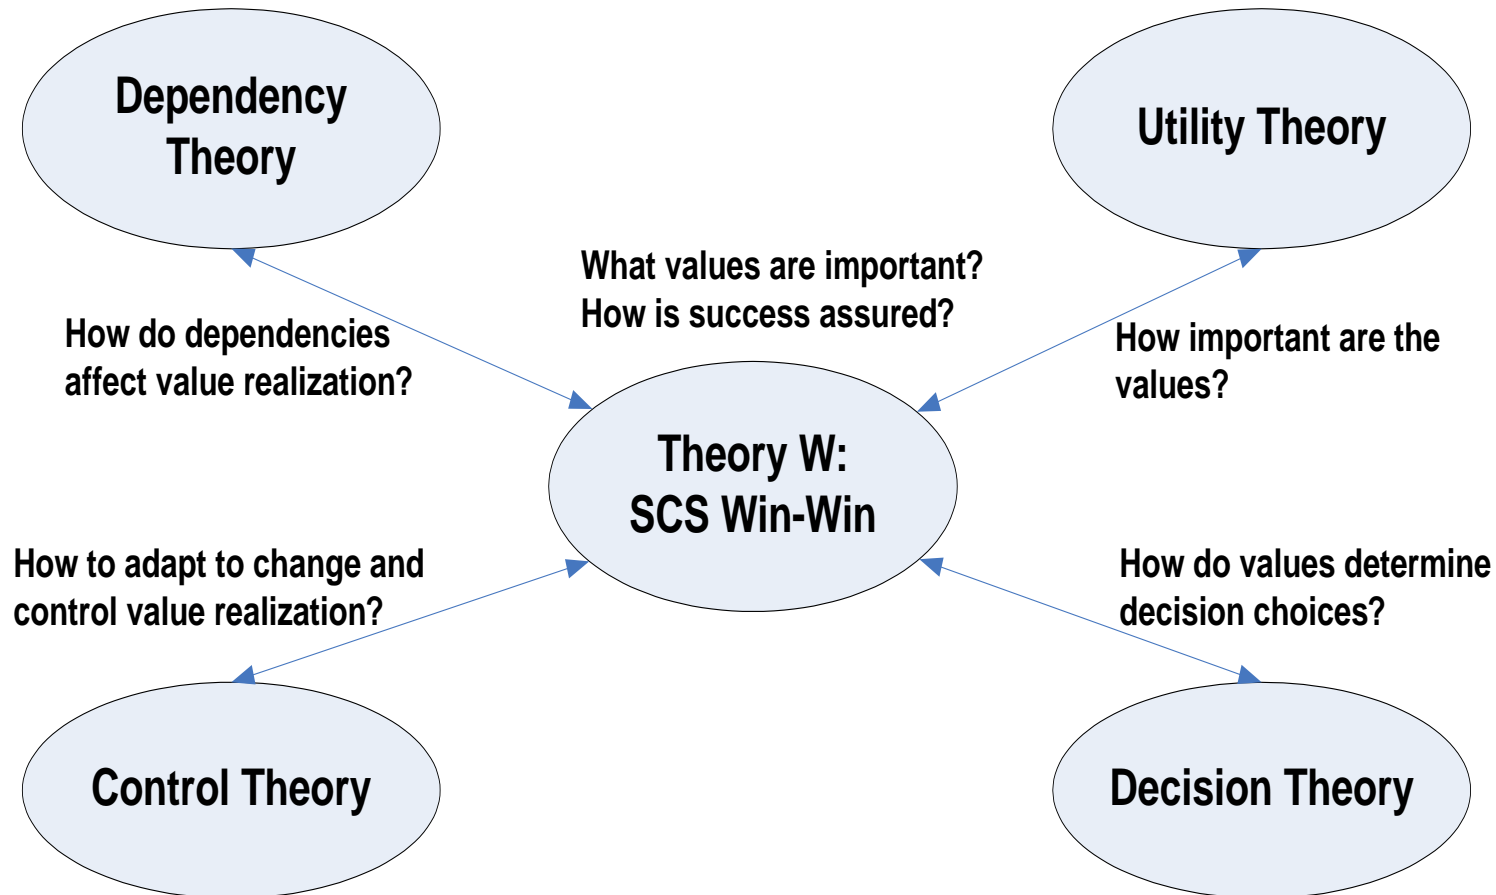 Dependency
Theory
Utility Theory
What values are important?
How is success assured?
How do dependencies
affect value realization?
How important are the
values?
Theory W:
SCS Win-Win
How to adapt to change and
control value realization?
How do values determine
decision choices?
Control Theory
Decision Theory